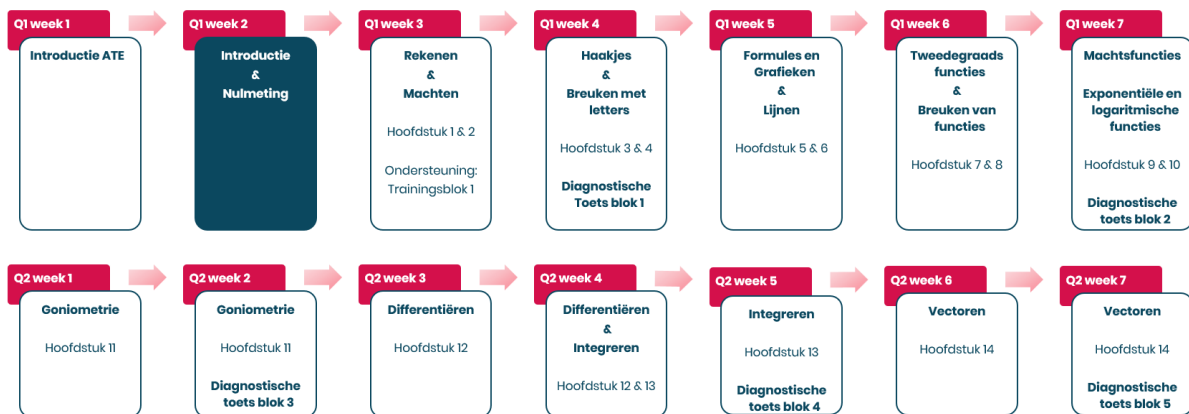 Q1 week 1
Introductie ATE
Q1 week 2
Introductie
&
Nulmeting
Q1 week 3
Rekenen
&
Machten
Hoofdstuk 1 & 2
Ondersteuning:
Trainingsblok 1
Q1 week 4
Haakjes
&
Breuken met
letters
Hoofdstuk 3 & 4
Diagnostische
Toets blok 1
Q1 week 5
Formules en
Grafieken
&
Lijnen
Hoofdstuk 5 & 6
Q1 week 6
Tweedegraads
functies
&
Breuken van
functies
Hoofdstuk 7 & 8
Q1 week 7
Machtsfuncties
Exponentiële en
logaritmische
functies
Hoofdstuk 9 & 10
Diagnostische
toets blok 2
Q2 week 1
Goniometrie
Hoofdstuk 11
Q2 week 2
Goniometrie
Hoofdstuk 11
Diagnostische
toets blok 3
Q2 week 3
Differentiëren
Hoofdstuk 12
Q2 week 4
Differentiëren
&
Integreren
Hoofdstuk 12 & 13
Q2 week 5
Integreren
Hoofdstuk 13
Diagnostische
toets blok 4
Q2 week 6
Vectoren
Hoofdstuk 14
Q2 week 7
Vectoren
Hoofdstuk 14
Diagnostische
toets blok 5